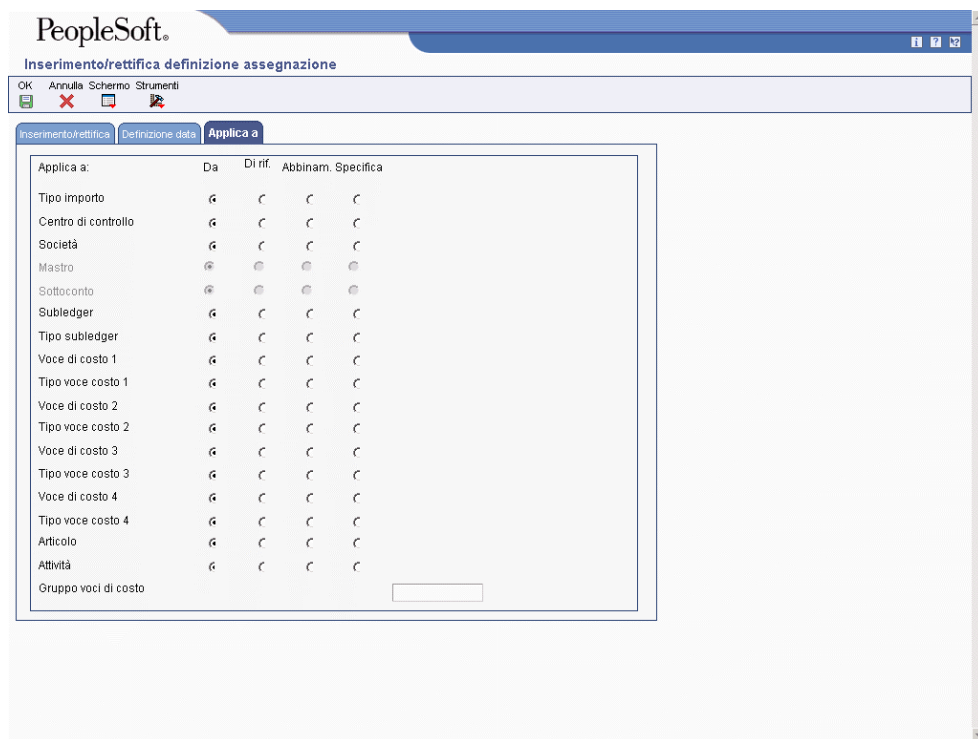 PeopleSoft®
Inserimento/rettifica definizione assegnazione
OK Annulla Schermo Strumenti
Inserimento/rettifica Definizione data Applica a
Applica a: Da Di rif. Abbinam. Specifica
Tipo importo
Centro di controllo
Società
Mastro
Sottoconto
Subledger
Tipo subledger
Voce di costo 1
Tipo voce costo 1
Voce di costo 2
Tipo voce costo 2
Voce di costo 3
Tipo voce costo 3
Voce di costo 4
Tipo voce costo 4
Articolo
Attività
Gruppo voci di costo